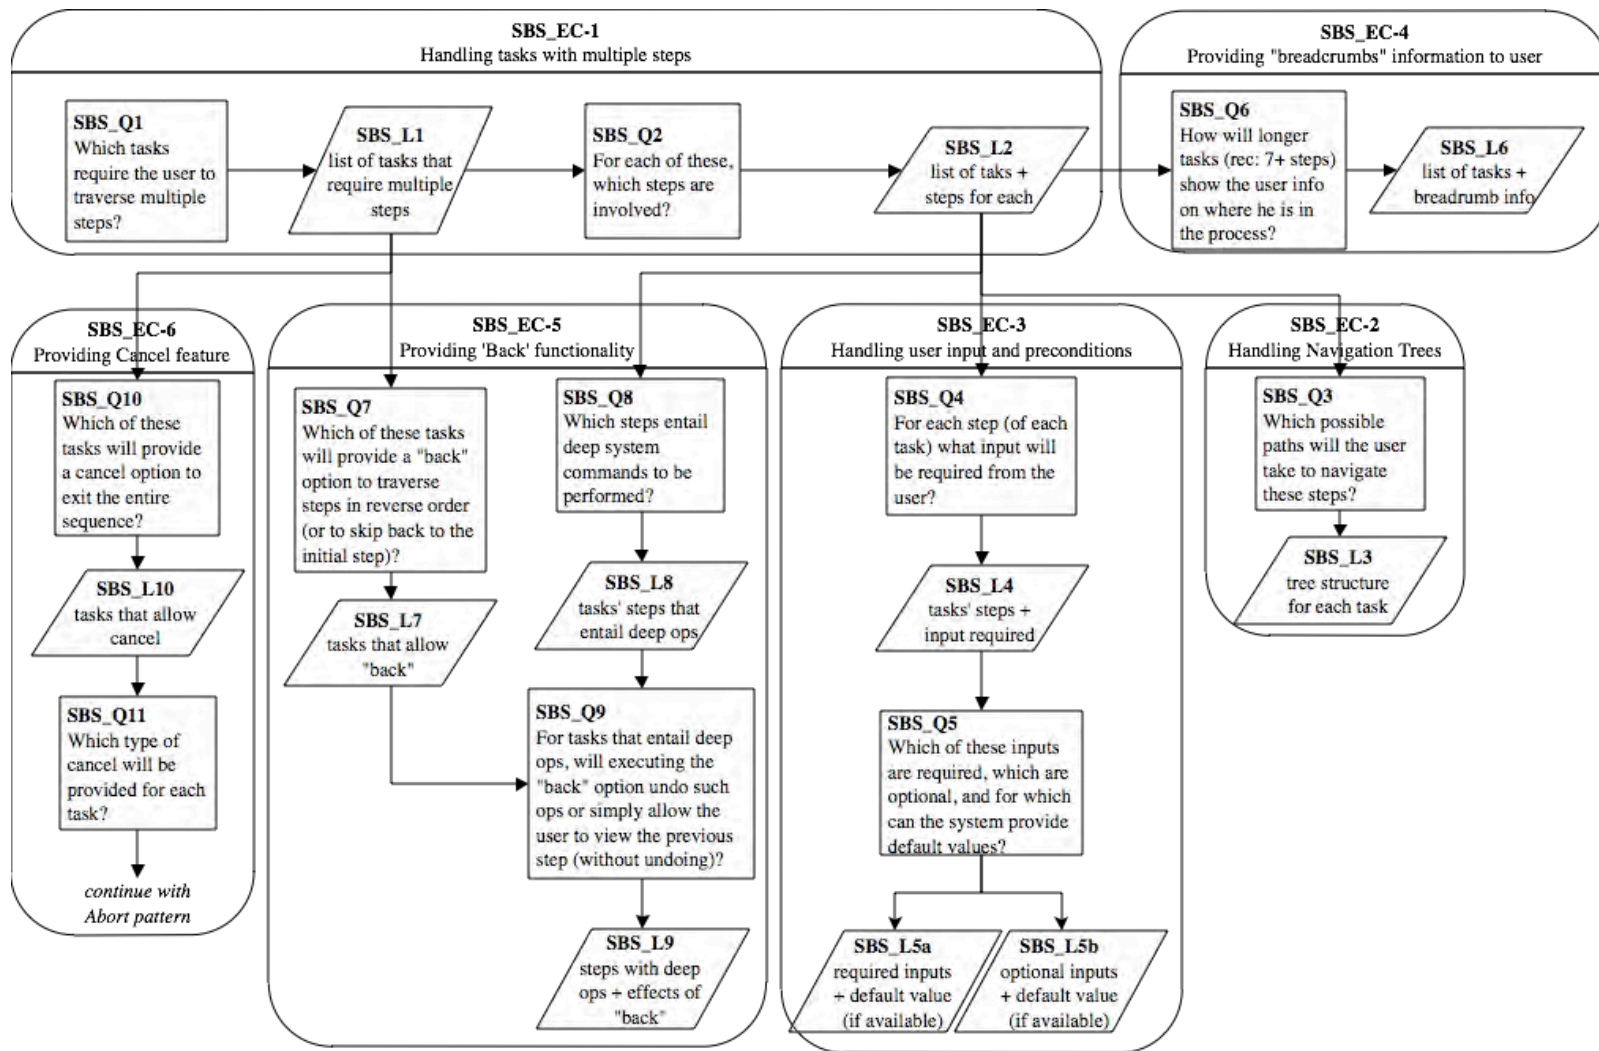 SBS_EC-1
Handling tasks with multiple steps
SBS_Q1
Which tasks
require the user to
traverse multiple
steps?
SBS_L1
list of tasks that
require multiple
steps
SBS_Q2
For each of these,
which steps are
involved?
SBS_L2
list of taks +
steps for each
SBS_EC-4
Providing "breadcrumbs" information to user
SBS_Q6
How will longer
tasks (rec: 7+ steps)
show the user info
on where he is in
the process?
SBS_L6
list of tasks +
breadcrumb info
SBS_EC-6
Providing Cancel feature
SBS_Q10
Which of these
tasks will provide
a cancel option to
exit the entire
sequence?
SBS_L10
tasks that allow
cancel
SBS_Q11
Which type of
cancel will be
provided for each
task?
continue with
Abort pattern
SBS_EC-5
Providing 'Back' functionality
SBS_Q7
Which of these tasks
will provide a "back"
option to traverse
steps in reverse order
(or to skip back to the
initial step)?
SBS_L7
tasks that allow
"back"
SBS_Q8
Which steps entail
deep system
commands to be
performed?
SBS_L8
tasks' steps that
entail deep ops
SBS_Q9
For tasks that entail deep
ops, will executing the
"back" option undo such
ops or simply allow the
user to view the previous
step (without undoing)?
SBS_L9
steps with deep
ops + effects of
"back"
SBS_EC-3
Handling user input and preconditions
SBS_Q4
For each step (of each
task) what input will
be required from the
user?
SBS_L4
tasks' steps +
input required
SBS_Q5
Which of these inputs
are required, which are
optional, and for which
can the system provide
default values?
SBS_L5a
required inputs
+ default value
(if available)
SBS_L5b
optional inputs
+ default value
(if available)
SBS_EC-2
Handling Navigation Trees
SBS_Q3
Which possible
paths will the user
take to navigate
these steps?
SBS_L3
tree structure
for each task